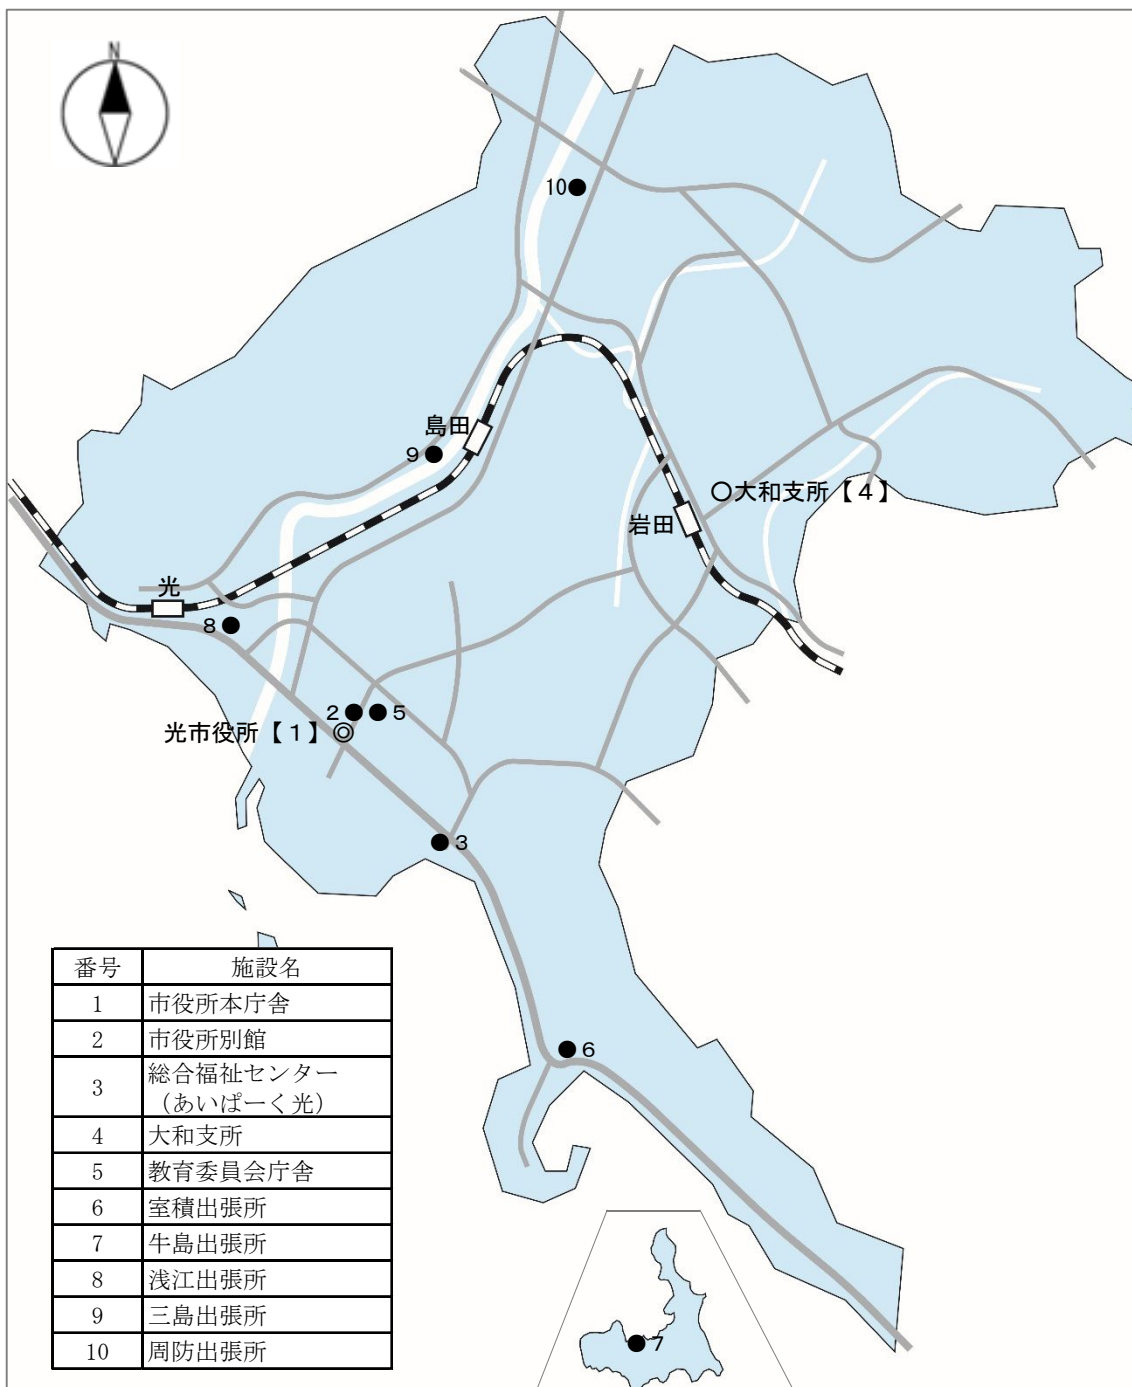 N
10
島田
9
大和支所【４】
岩田
光
8
2
5
光市役所【１】
3
6
7
番号 施設名
1 市役所本庁舎
2 市役所別館
3 総合福祉センター
（あいぱーく光）
4 大和支所
5 教育委員会庁舎
6 室積出張所
7 牛島出張所
8 浅江出張所
9 三島出張所
10 周防出張所